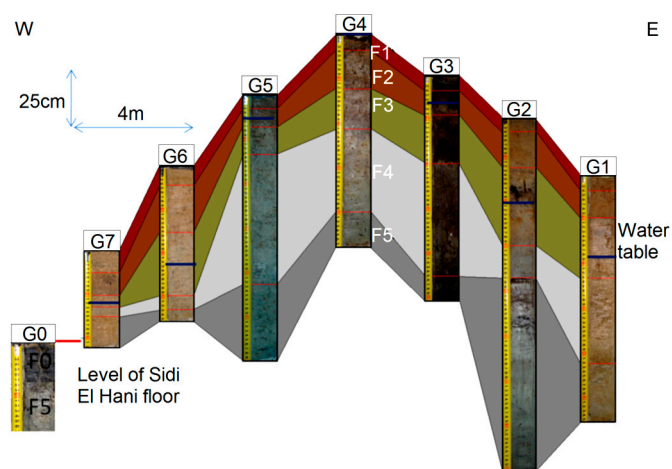 W
E
G4
F1
G3
F2
25cm
G5
F3
G2
4m
G6
F4
G1
G7
F5
Water
table
G0
F0
Level of Sidi
El Hani floor
F5